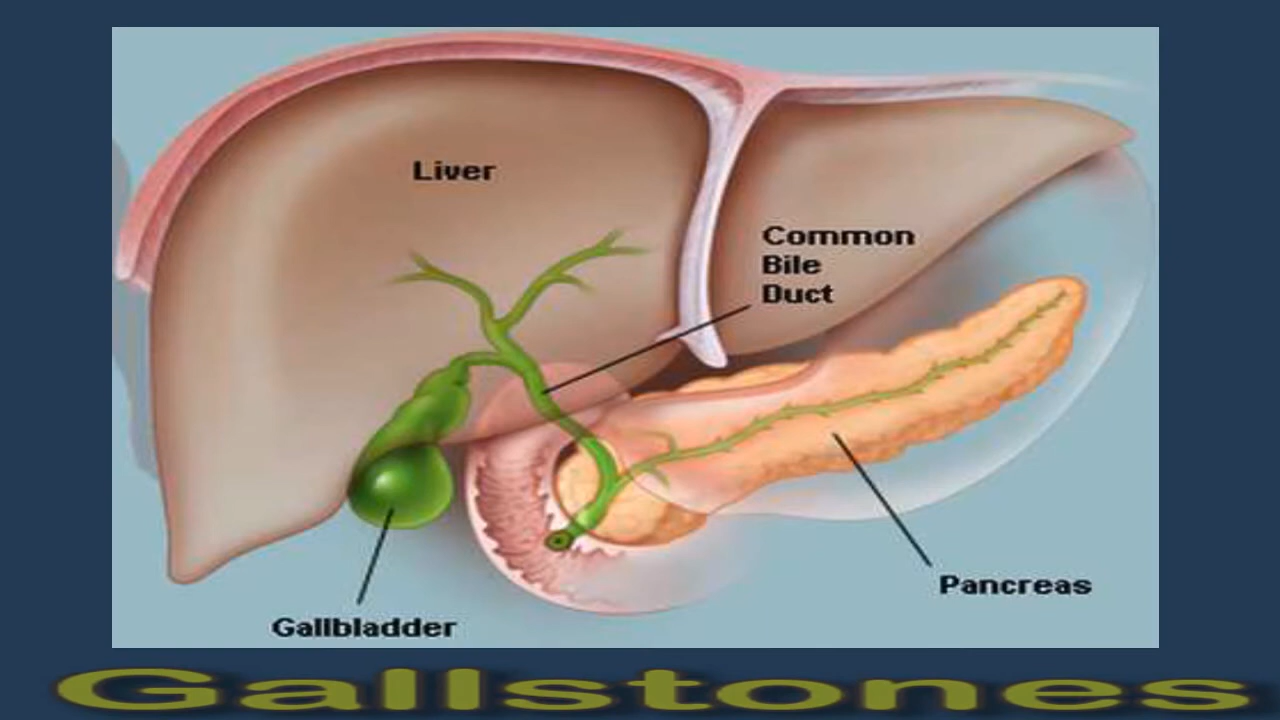 Liver
Common
Bile
Duct
Pancreas
Gallbladder
Gallstones